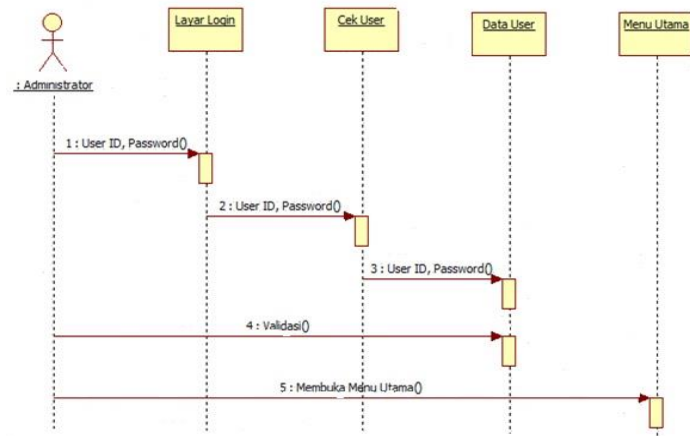 Layar Login
Cek User
Data User
Menu Utama
: Administrator
1 : User ID, Password()
2 : User ID, Password()
3 : User ID, Password()
4 : Validasi()
5 : Membuka Menu Utama()